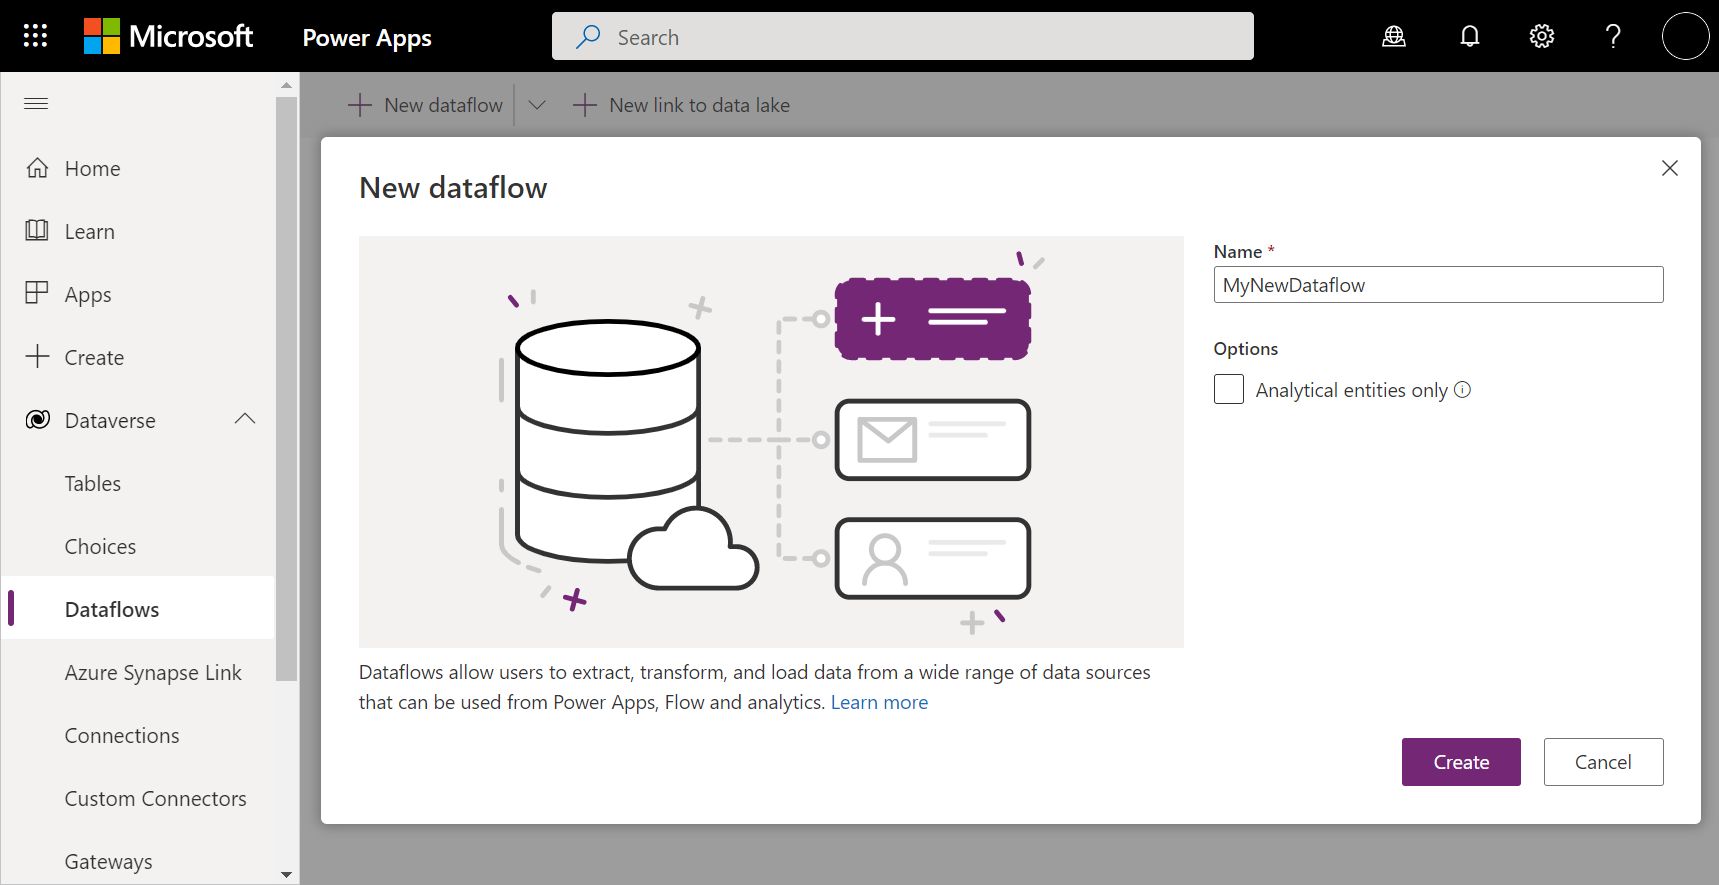 Microsoft
Power Apps
Search
Home
Learn
Apps
Create
Dataverse
Tables
Choices
Dataflows
Azure Synapse Link
Connections
Custom Connectors
Gateways
New dataflow
New link to data lake
New dataflow
Name *
MyNewDataflow
Options
Analytical entities only
Dataflows allow users to extract, transform, and load data from a wide range of data sources
that can be used from Power Apps, Flow and analytics. Learn more
Create
Cancel